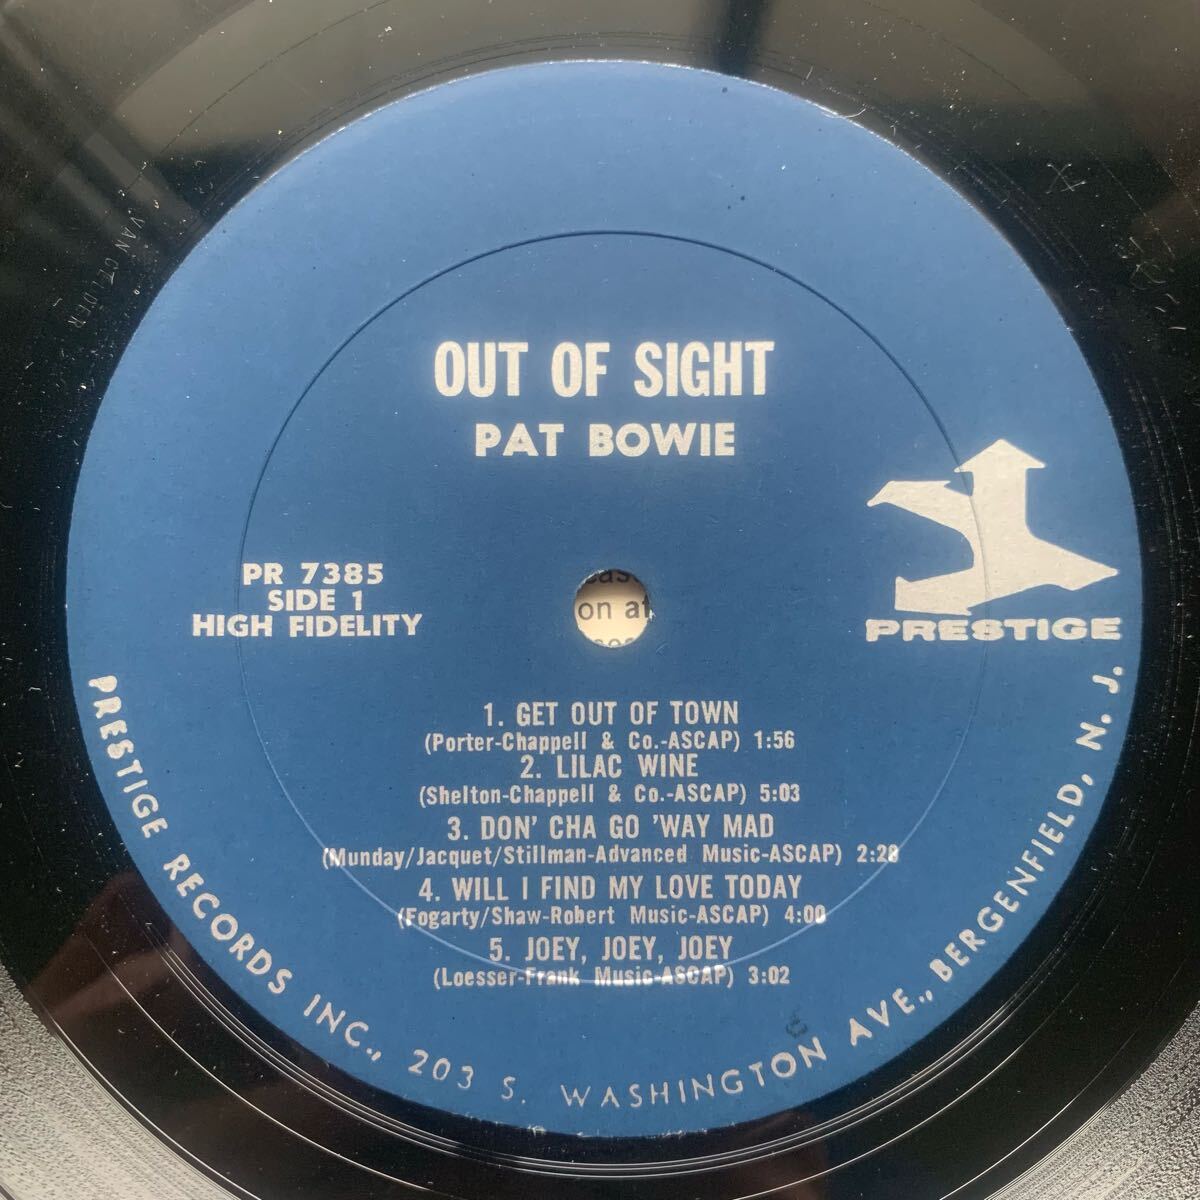 VAN GELDER
OUT OF SIGHT
PAT BOWIE
PR 7385
SIDE 1
HIGH FIDELITY
PRESTIGE
on at
1. GET OUT OF TOWN
(Porter-Chappell & Co.-ASCAP) 1:56
2. LILAC WINE
(Shelton-Chappell & Co.-ASCAP) 5:03
3. DON' CHA GO 'WAY MAD
(Munday/Jacquet/Stillman-Advanced Music-ASCAP) 2:28
4. WILL I FIND MY LOVE TODAY
(Fogarty/Shaw-Robert Music-ASCAP) 4:00
5. JOEY, JOEY, JOEY
(Loesser-Frank Music-ASCAP) 3:02
PRESTIGE RECORDS INC., 203 S. WASHINGTON AVE., BERGENFIELD, N. J.